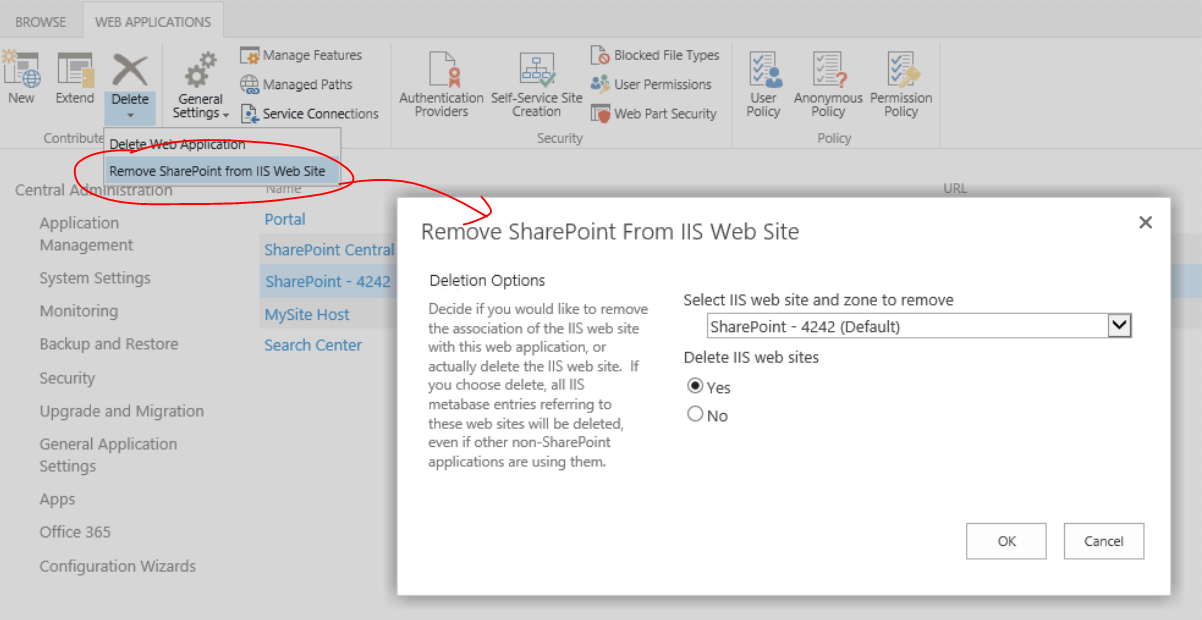 BROWSE
WEB APPLICATIONS
New
Extend
Delete
General
Settings
Manage Features
Managed Paths
Service Connections
Authentication
Providers
Self-Service Site
Creation
Blocked File Types
User Permissions
Web Part Security
User
Policy
Anonymous
Policy
Permission
Policy
Contribute
Security
Policy
Delete Web Application
Remove SharePoint from IIS Web Site
Central Administration
Application
Management
System Settings
Monitoring
Backup and Restore
Security
Upgrade and Migration
General Application
Settings
Apps
Office 365
Configuration Wizards
Name
URL
Portal
SharePoint Central
SharePoint - 4242
MySite Host
Search Center
Remove SharePoint From IIS Web Site
Deletion Options
Decide if you would like to remove
the association of the IIS web site
with this web application, or
actually delete the IIS web site. If
you choose delete, all IIS
metabase entries referring to
these web sites will be deleted,
even if other non-SharePoint
applications are using them.
Select IIS web site and zone to remove
SharePoint - 4242 (Default)
Delete IIS web sites
Yes
No
OK
Cancel